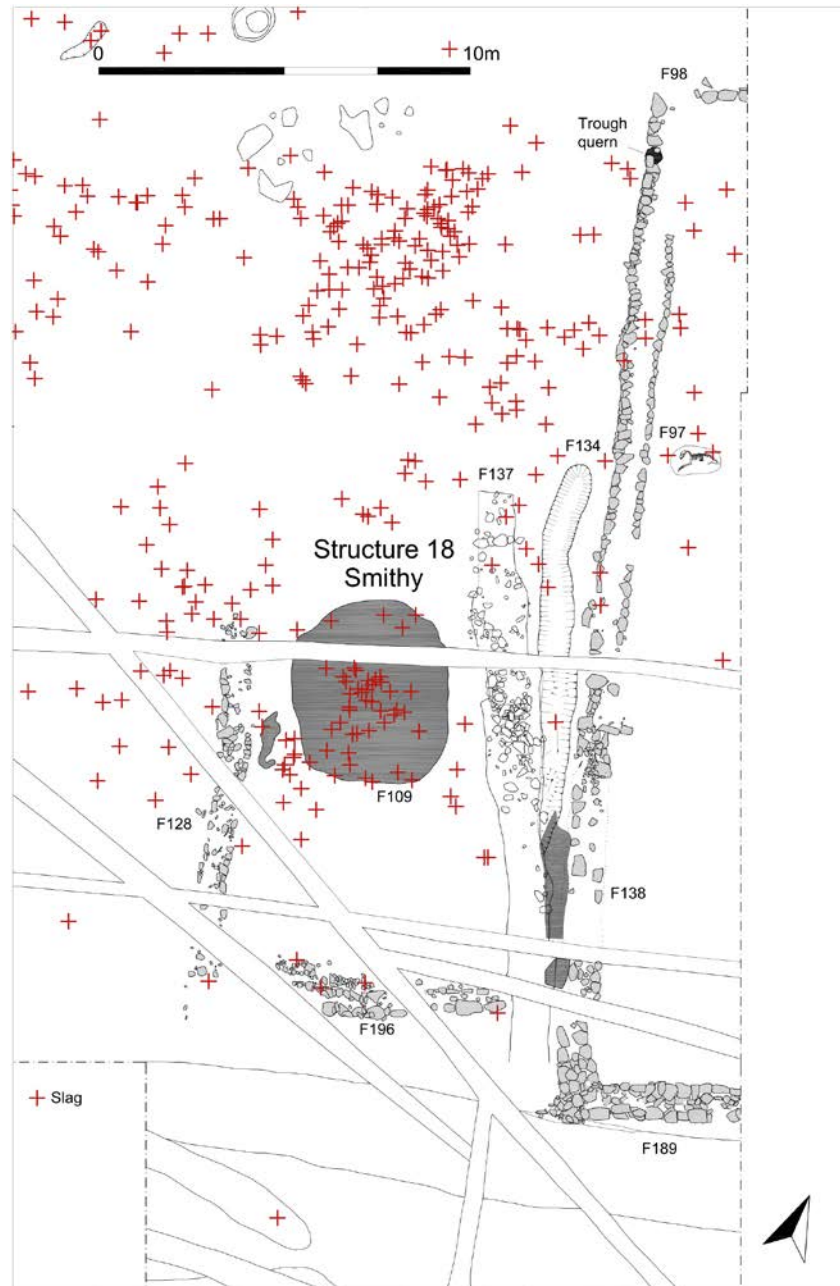 0
10m
F98
Trough
quern
F97
F134
F137
Structure 18
Smithy
F109
F128
F138
F196
Slag
F189